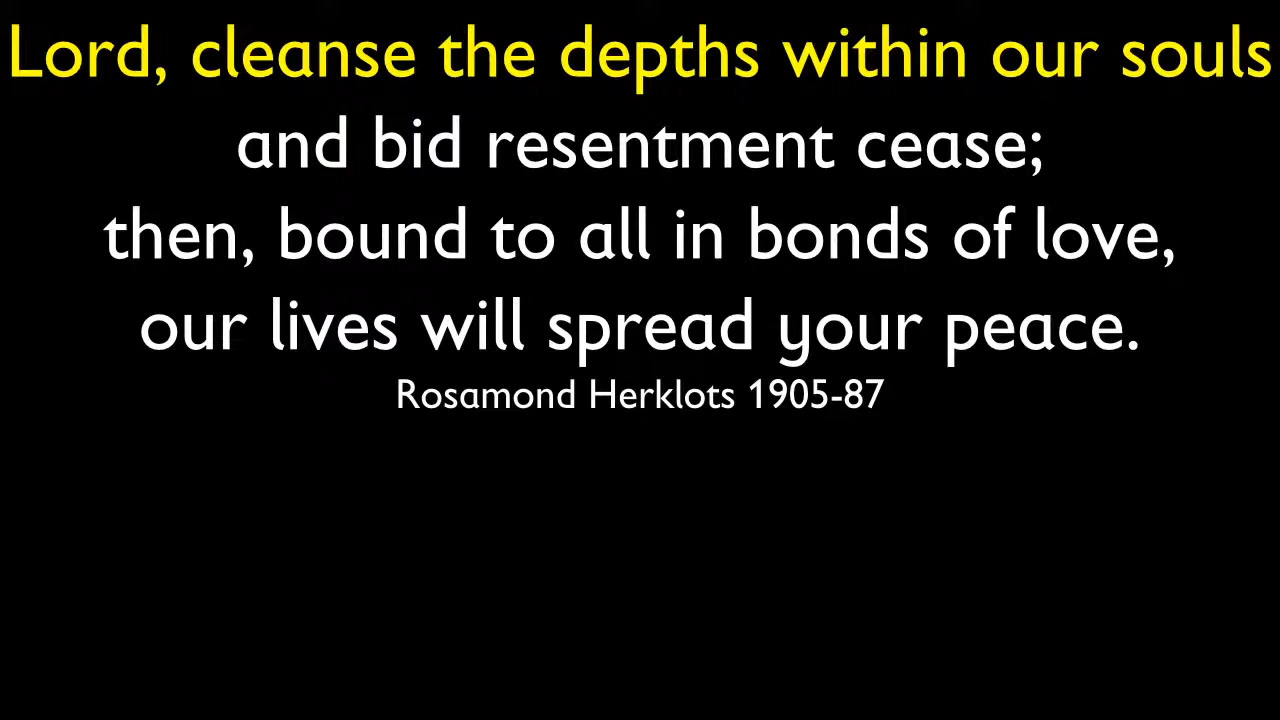 Lord, cleanse the depths within our souls
and bid resentment cease;
then, bound to all in bonds of love,
our lives will spread your peace.
Rosamond Herklots 1905-87